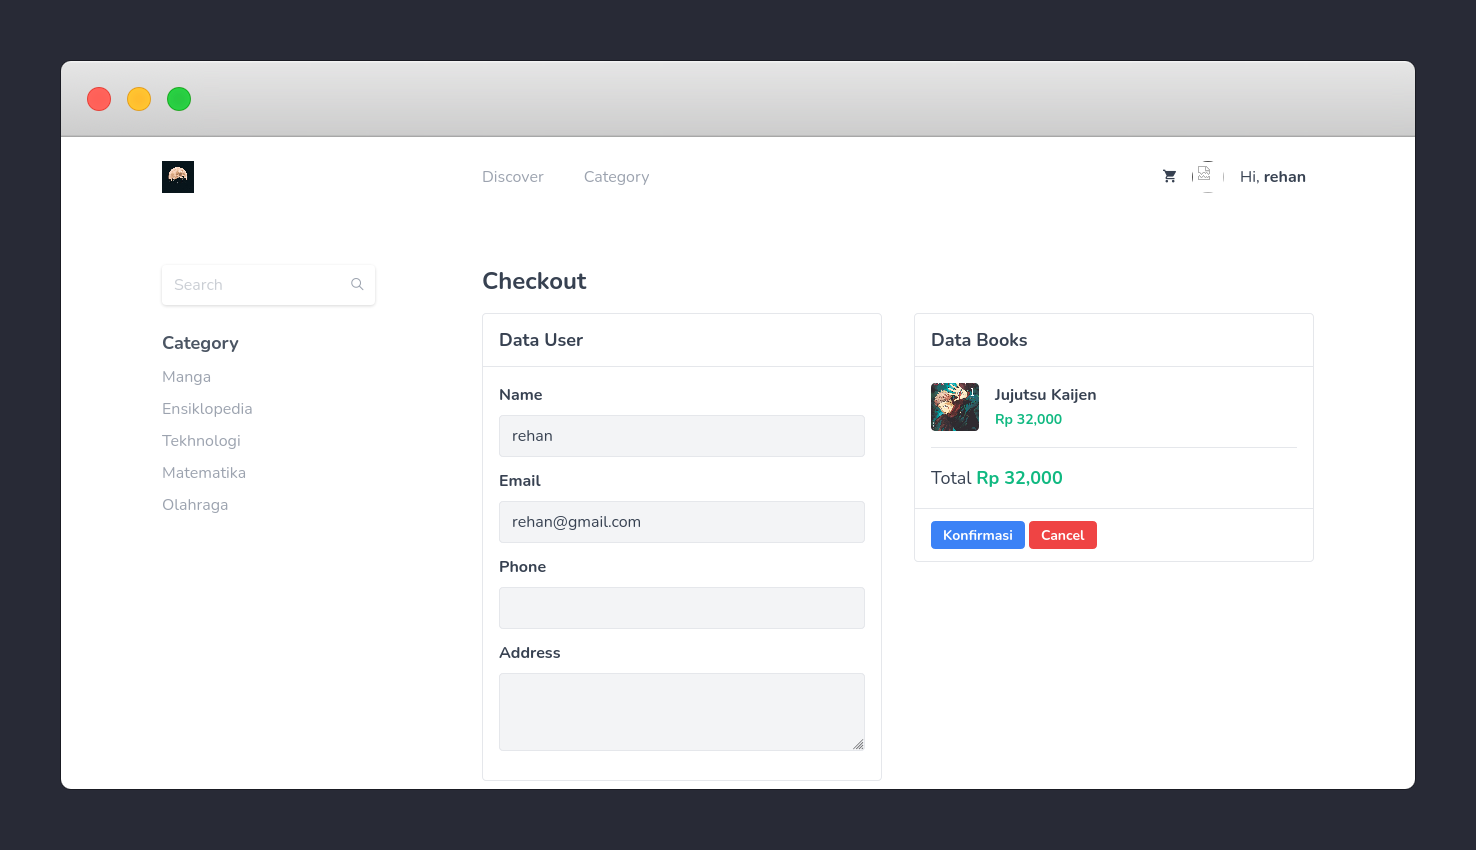 Discover Category Hi, rehan
Search
Category
Manga
Ensiklopedia
Tekhnologi
Matematika
Olahraga
Checkout
Data User
Name
rehan
Email
rehan@gmail.com
Phone
Address
Data Books
1
Jujutsu Kaijen
Rp 32,000
Total Rp 32,000
Konfirmasi Cancel